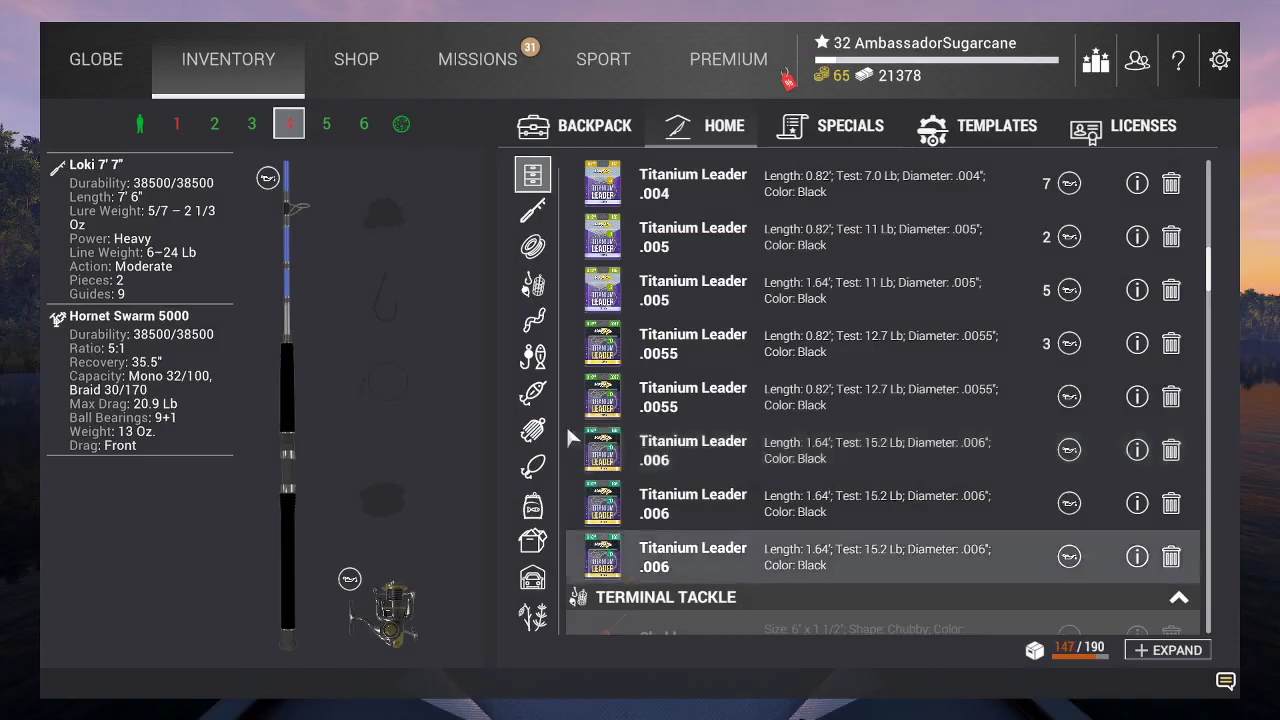 GLOBE
INVENTORY
SHOP
MISSIONS
31
SPORT
PREMIUM
32 AmbassadorSugarcane
65 21378
1 2 3 4 5 6
BACKPACK
HOME
SPECIALS
TEMPLATES
LICENSES
Loki 7' 7"
Durability: 38500/38500
Length: 7' 6"
Lure Weight: 5/7 – 2 1/3
Oz
Power: Heavy
Line Weight: 6–24 Lb
Action: Moderate
Pieces: 2
Guides: 9
Hornet Swarm 5000
Durability: 38500/38500
Ratio: 5:1
Recovery: 35.5"
Capacity: Mono 32/100,
Braid 30/170
Max Drag: 20.9 Lb
Ball Bearings: 9+1
Weight: 13 Oz.
Drag: Front
Titanium Leader
.004
Length: 0.82'; Test: 7.0 Lb; Diameter: .004";
Color: Black
7
Titanium Leader
.005
Length: 0.82'; Test: 11 Lb; Diameter: .005";
Color: Black
2
Titanium Leader
.005
Length: 1.64'; Test: 11 Lb; Diameter: .005";
Color: Black
5
Titanium Leader
.0055
Length: 0.82'; Test: 12.7 Lb; Diameter: .0055";
Color: Black
3
Titanium Leader
.0055
Length: 0.82'; Test: 12.7 Lb; Diameter: .0055";
Color: Black
Titanium Leader
.006
Length: 1.64'; Test: 15.2 Lb; Diameter: .006";
Color: Black
Titanium Leader
.006
Length: 1.64'; Test: 15.2 Lb; Diameter: .006";
Color: Black
Titanium Leader
.006
Length: 1.64'; Test: 15.2 Lb; Diameter: .006";
Color: Black
TERMINAL TACKLE
Size: 6" x 1 1/2"; Shape: Chubby; Color:
147 / 190
+ EXPAND